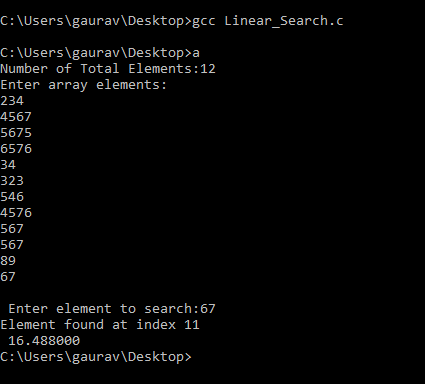 C:\Users\gaurav\Desktop>gcc Linear_Search.c
C:\Users\gaurav\Desktop>a
Number of Total Elements:12
Enter array elements:
234
4567
5675
6576
34
323
546
4576
567
567
89
67
Enter element to search:67
Element found at index 11
16.488000
C:\Users\gaurav\Desktop>